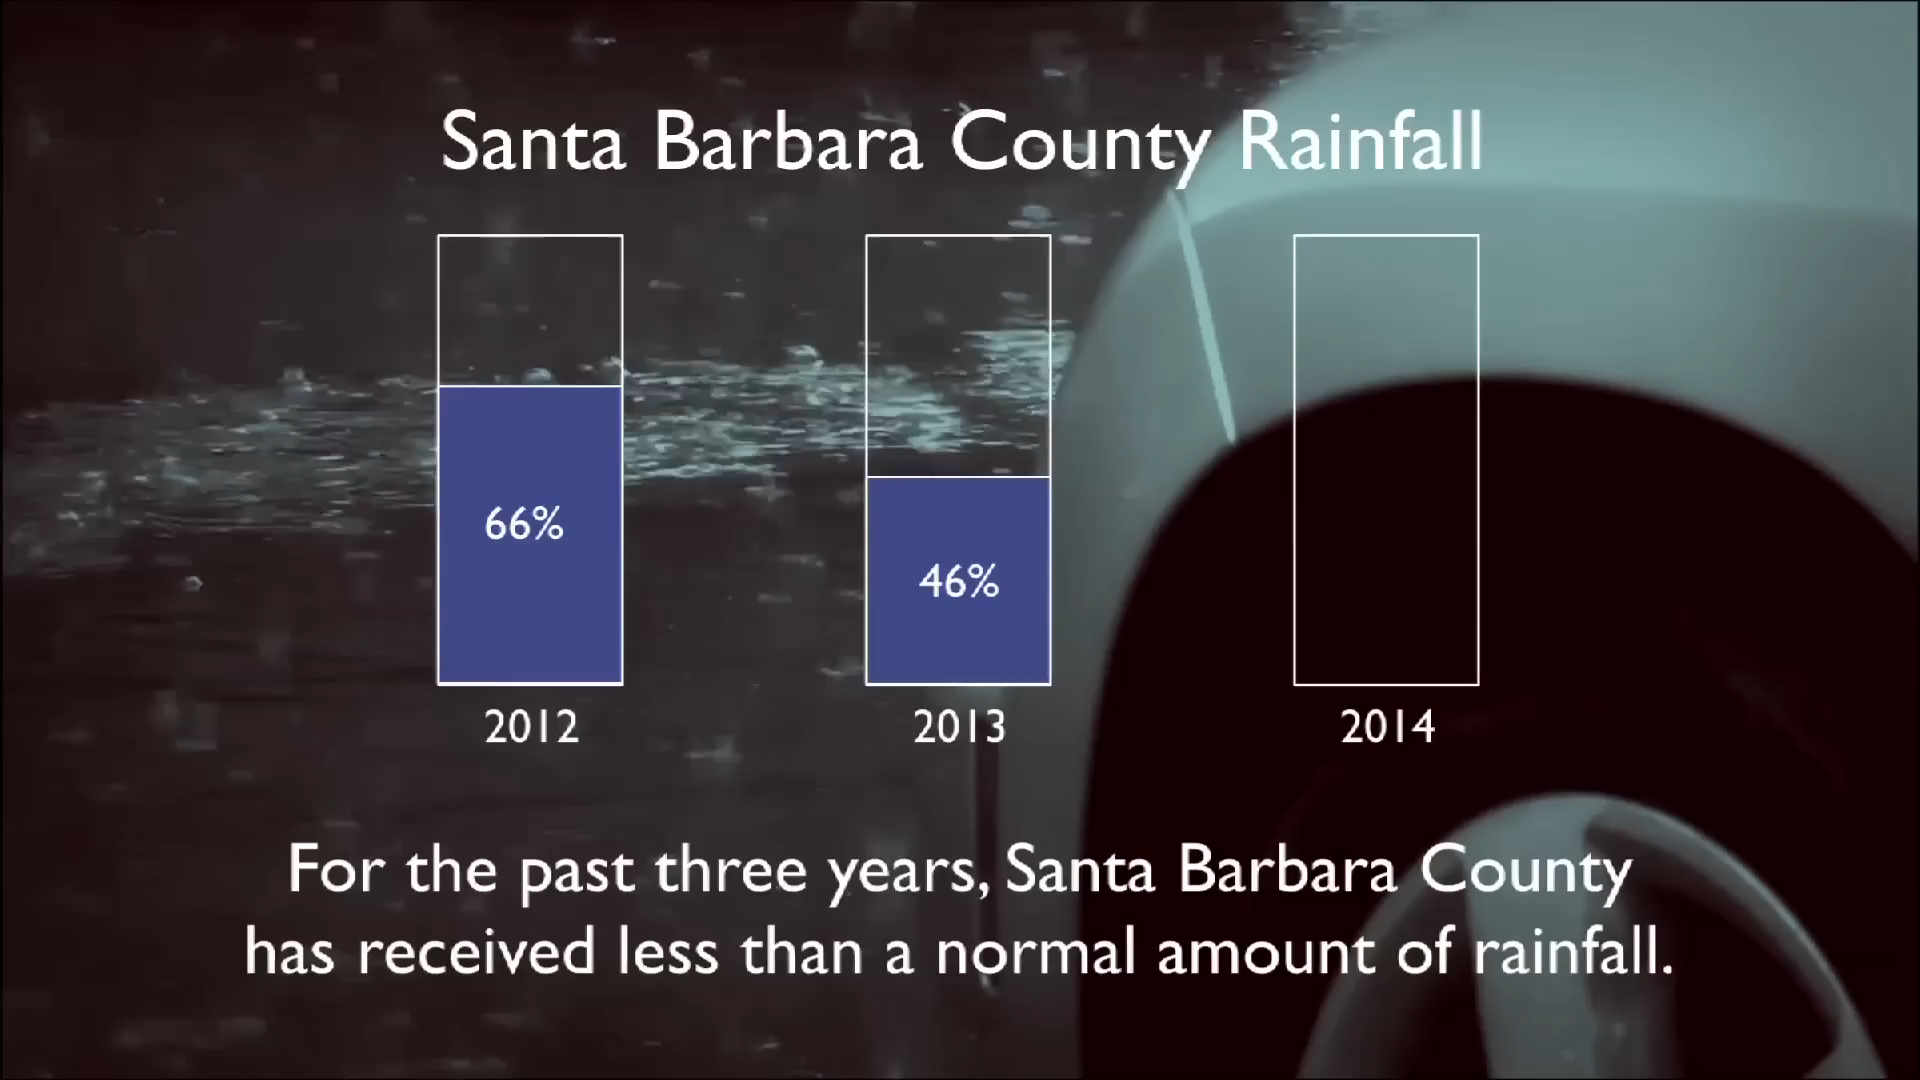 Santa Barbara County Rainfall
66%
46%
2012 2013 2014
For the past three years, Santa Barbara County
has received less than a normal amount of rainfall.